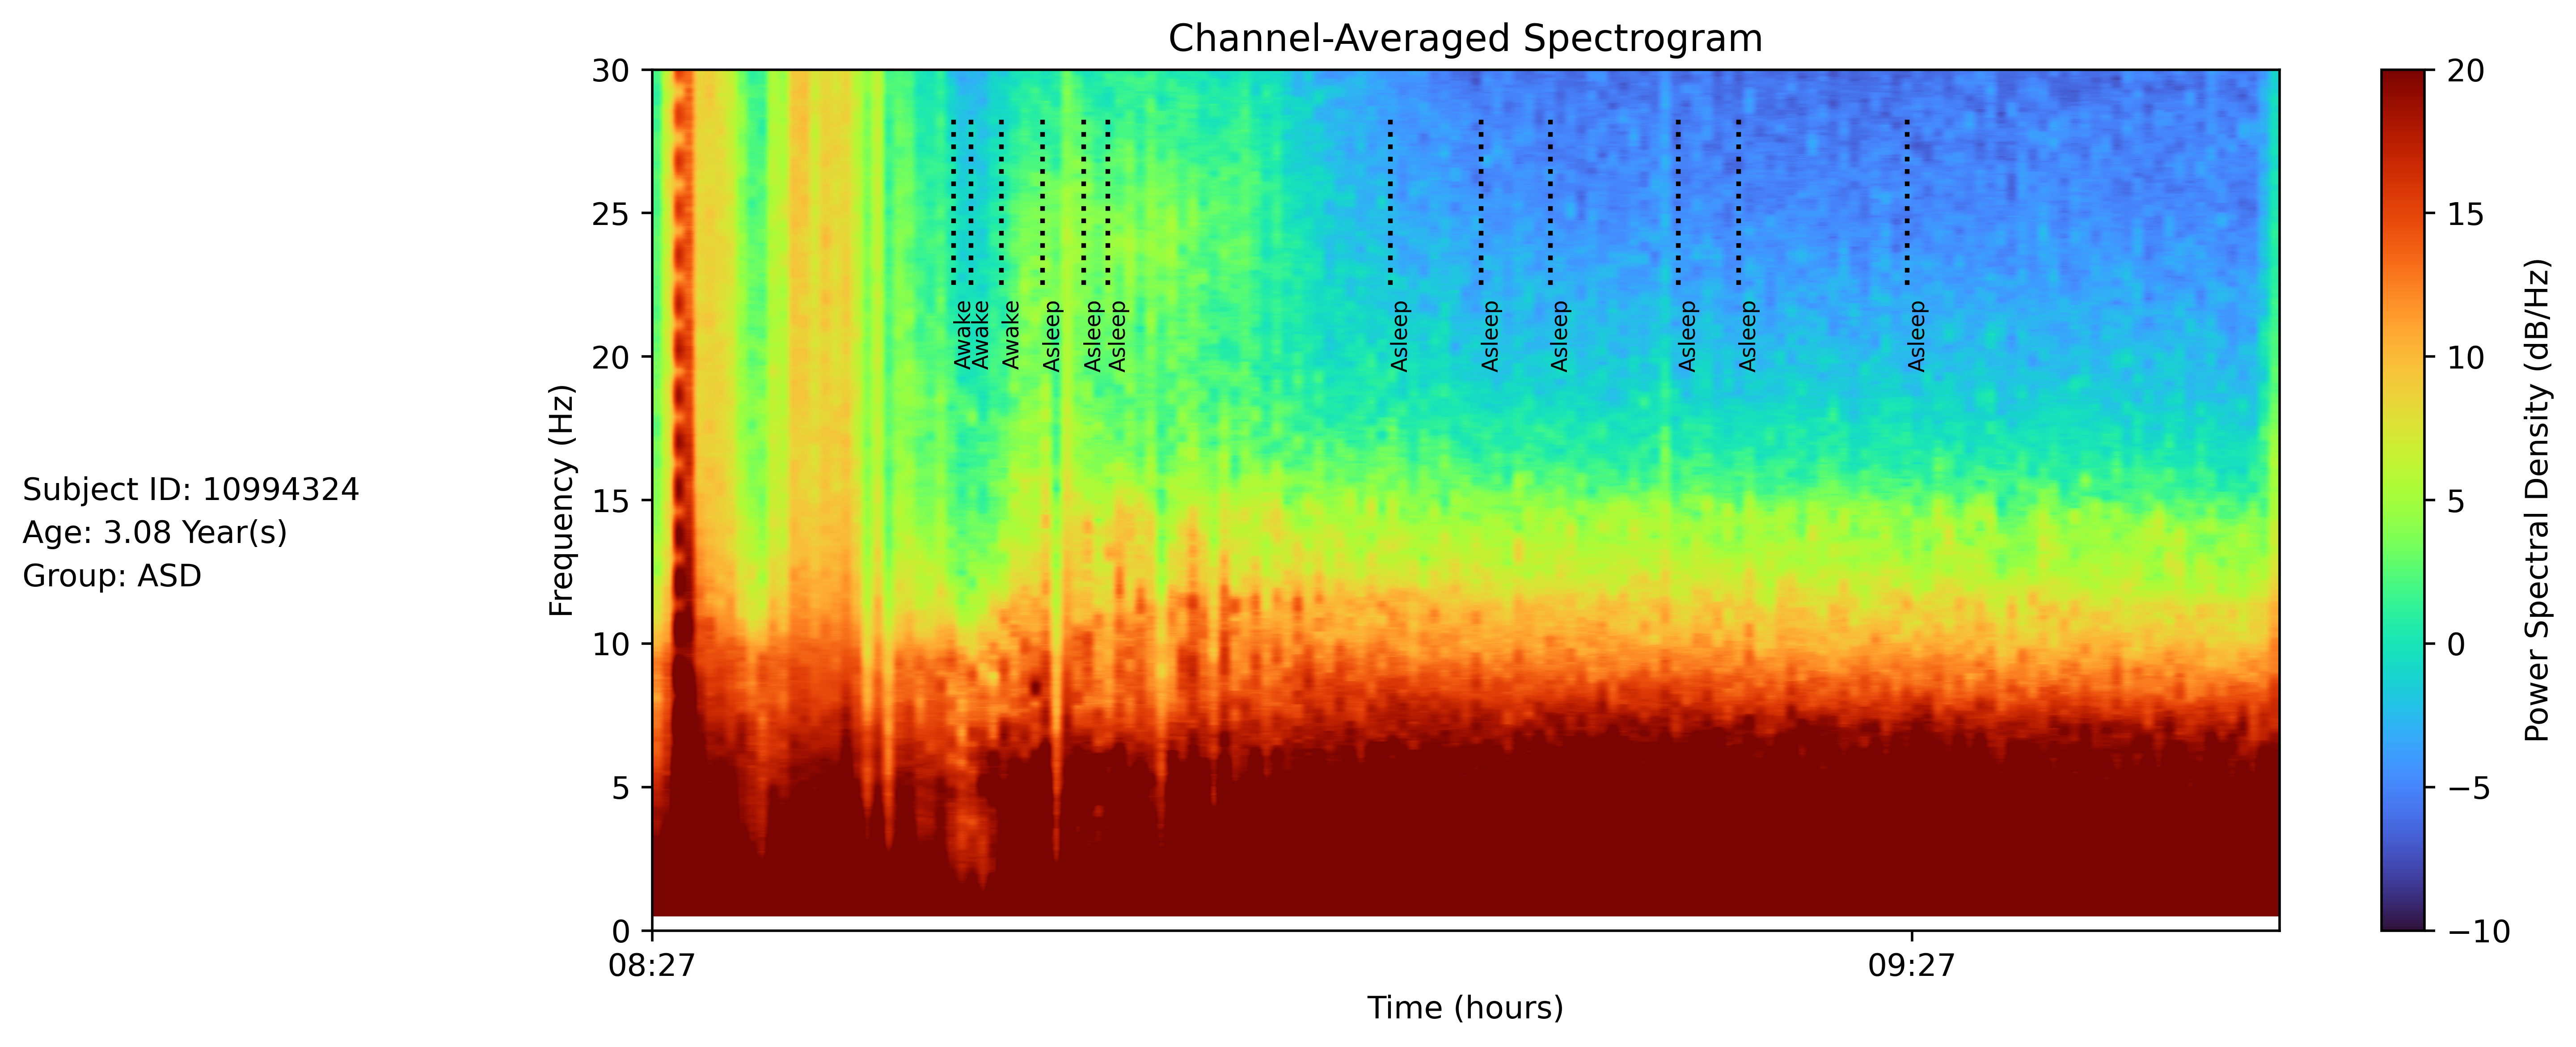 Channel-Averaged Spectrogram
Subject ID: 10994324
Age: 3.08 Year(s)
Group: ASD
Frequency (Hz)
30
25
20
15
10
5
0
Awake
Awake
Awake
Asleep
Asleep
Asleep
Asleep
Asleep
Asleep
Asleep
Asleep
Asleep
08:27
09:27
Time (hours)
20
15
10
5
0
−5
−10
Power Spectral Density (dB/Hz)